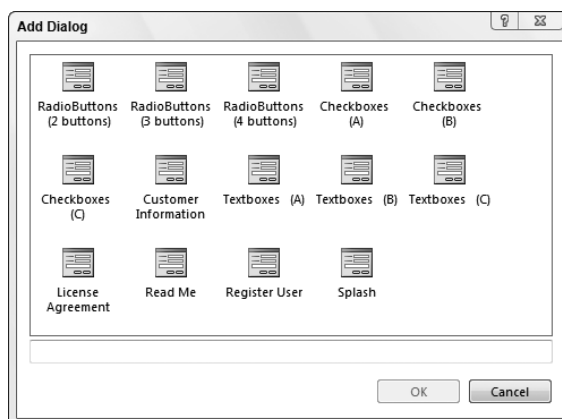 Add Dialog
RadioButtons RadioButtons RadioButtons Checkboxes Checkboxes
(2 buttons) (3 buttons) (4 buttons) (A) (B)
Checkboxes Customer Textboxes (A) Textboxes (B) Textboxes (C)
(C) Information
License Read Me Register User Splash
Agreement
OK Cancel